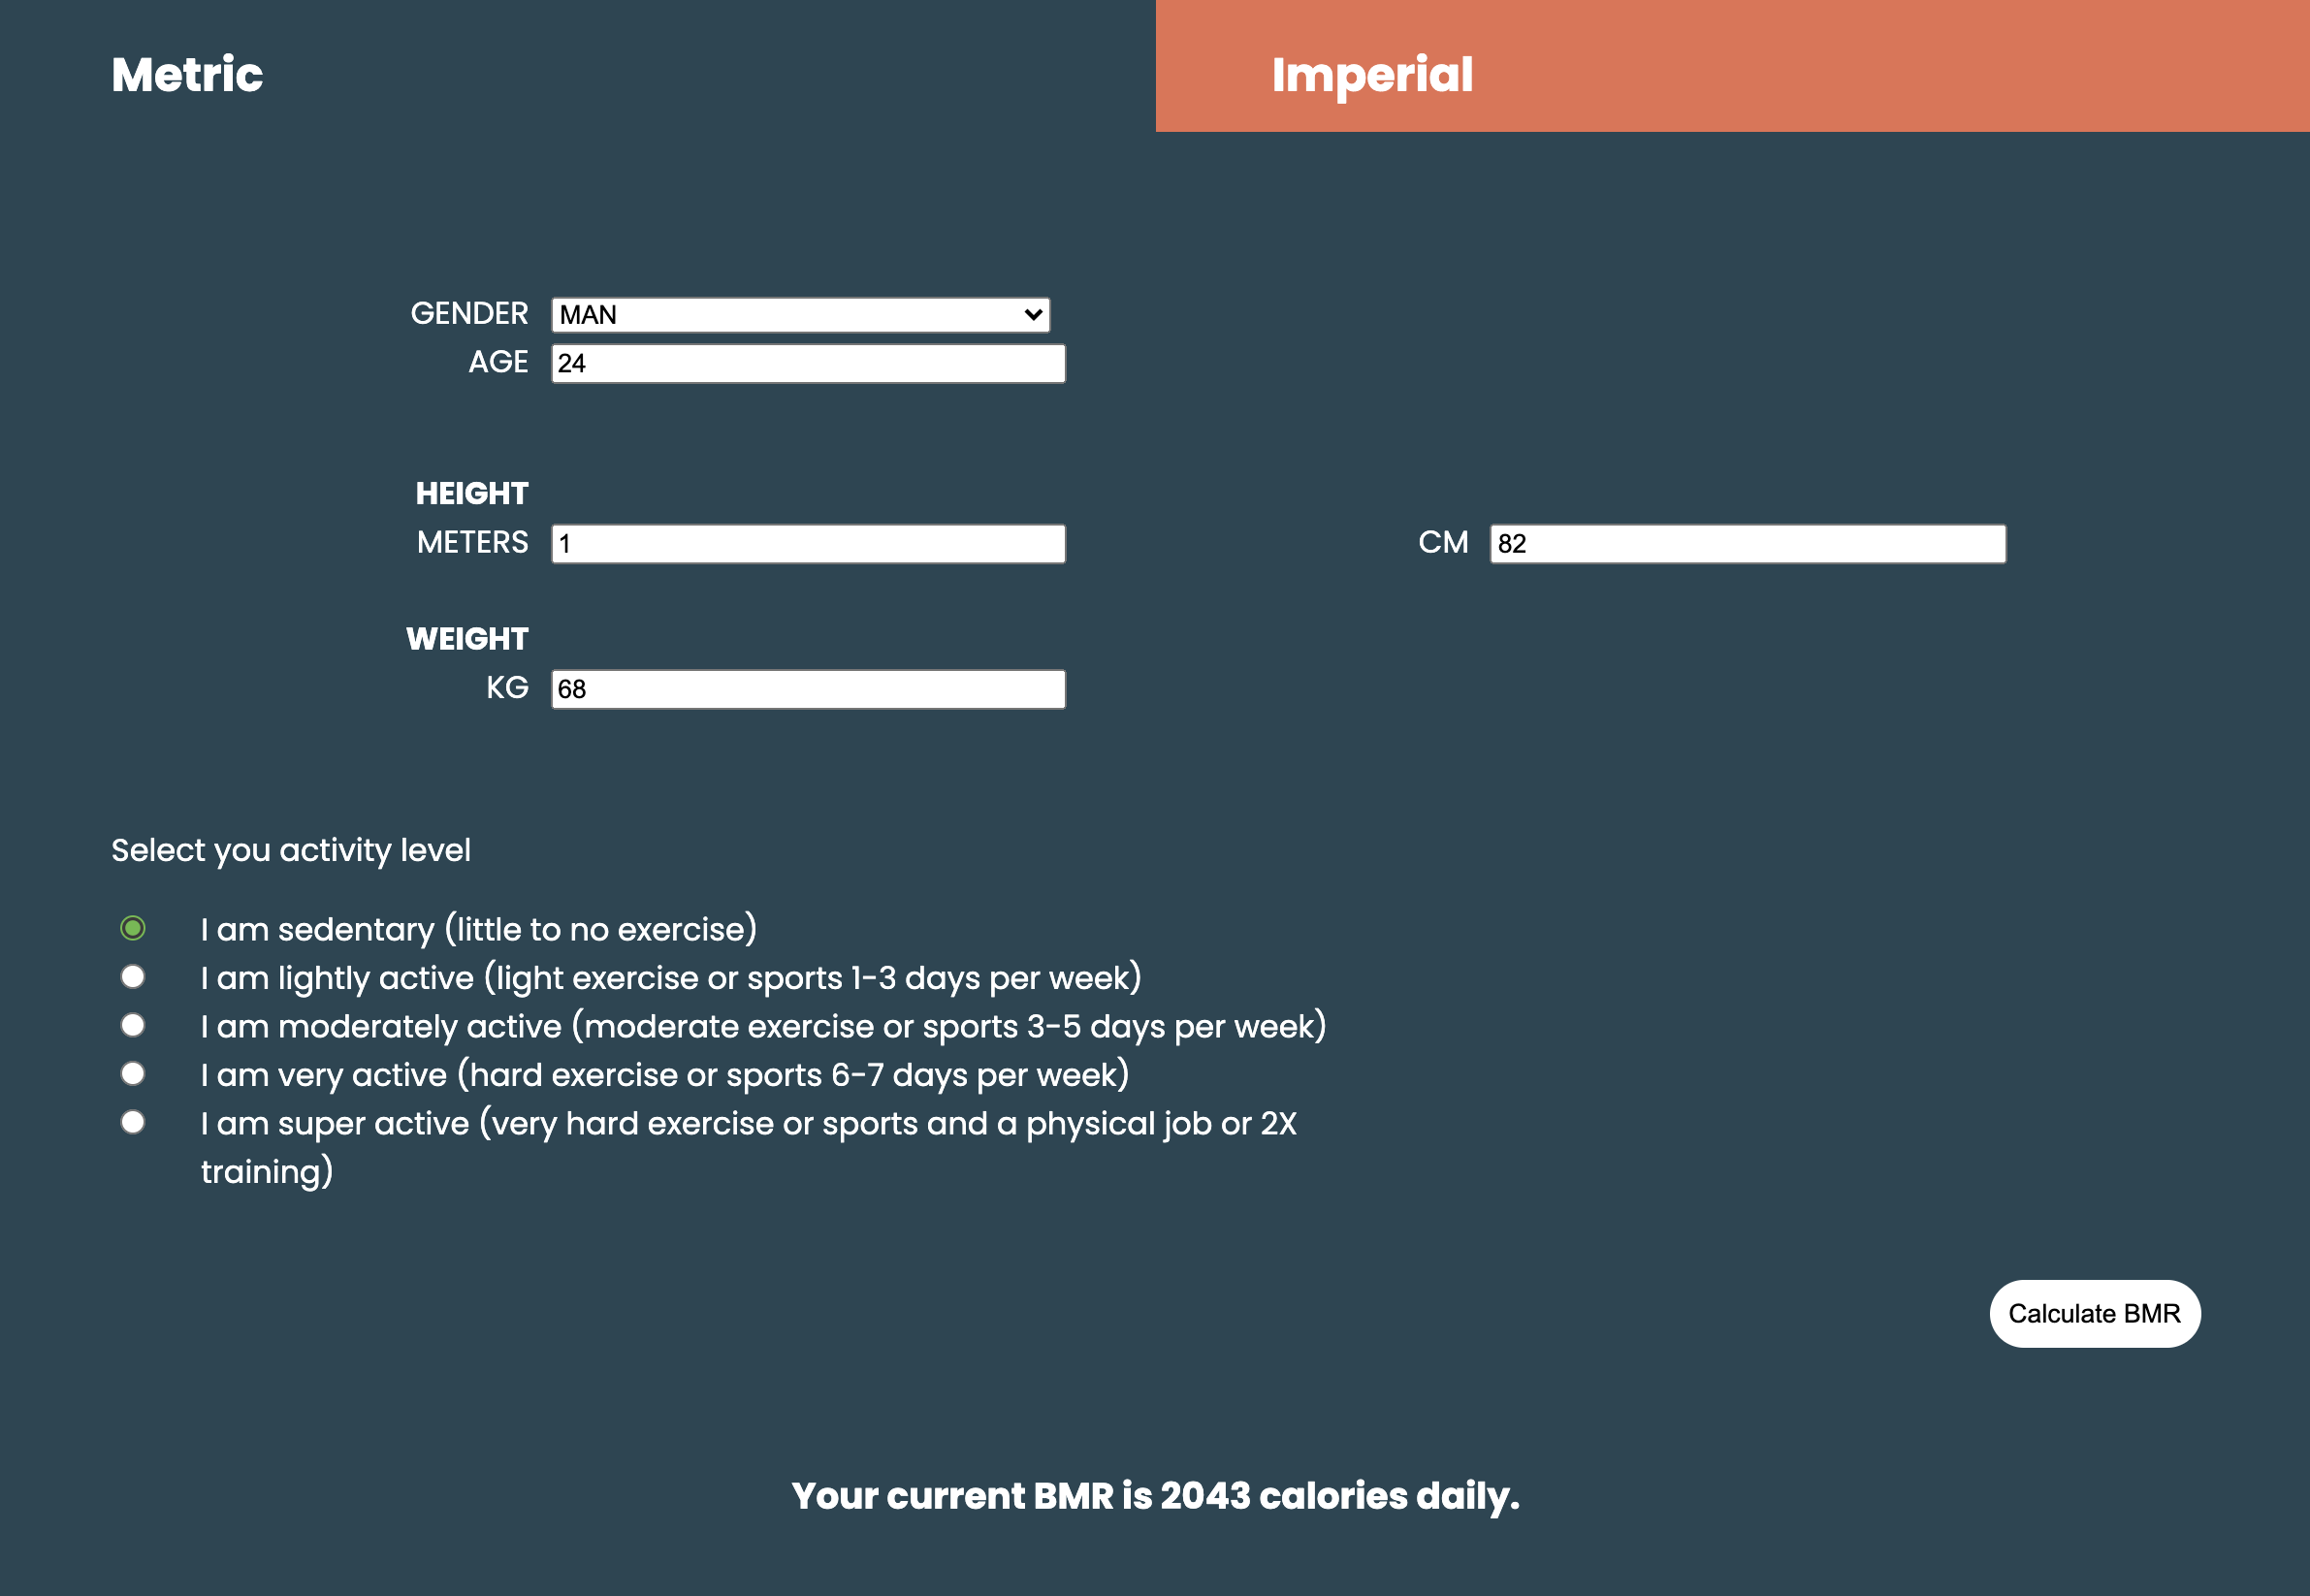 Metric
Imperial
GENDER MAN
AGE 24
HEIGHT
METERS 1 CM 82
WEIGHT
KG 68
Select you activity level
I am sedentary (little to no exercise)
I am lightly active (light exercise or sports 1-3 days per week)
I am moderately active (moderate exercise or sports 3-5 days per week)
I am very active (hard exercise or sports 6-7 days per week)
I am super active (very hard exercise or sports and a physical job or 2X
training)
Calculate BMR
Your current BMR is 2043 calories daily.